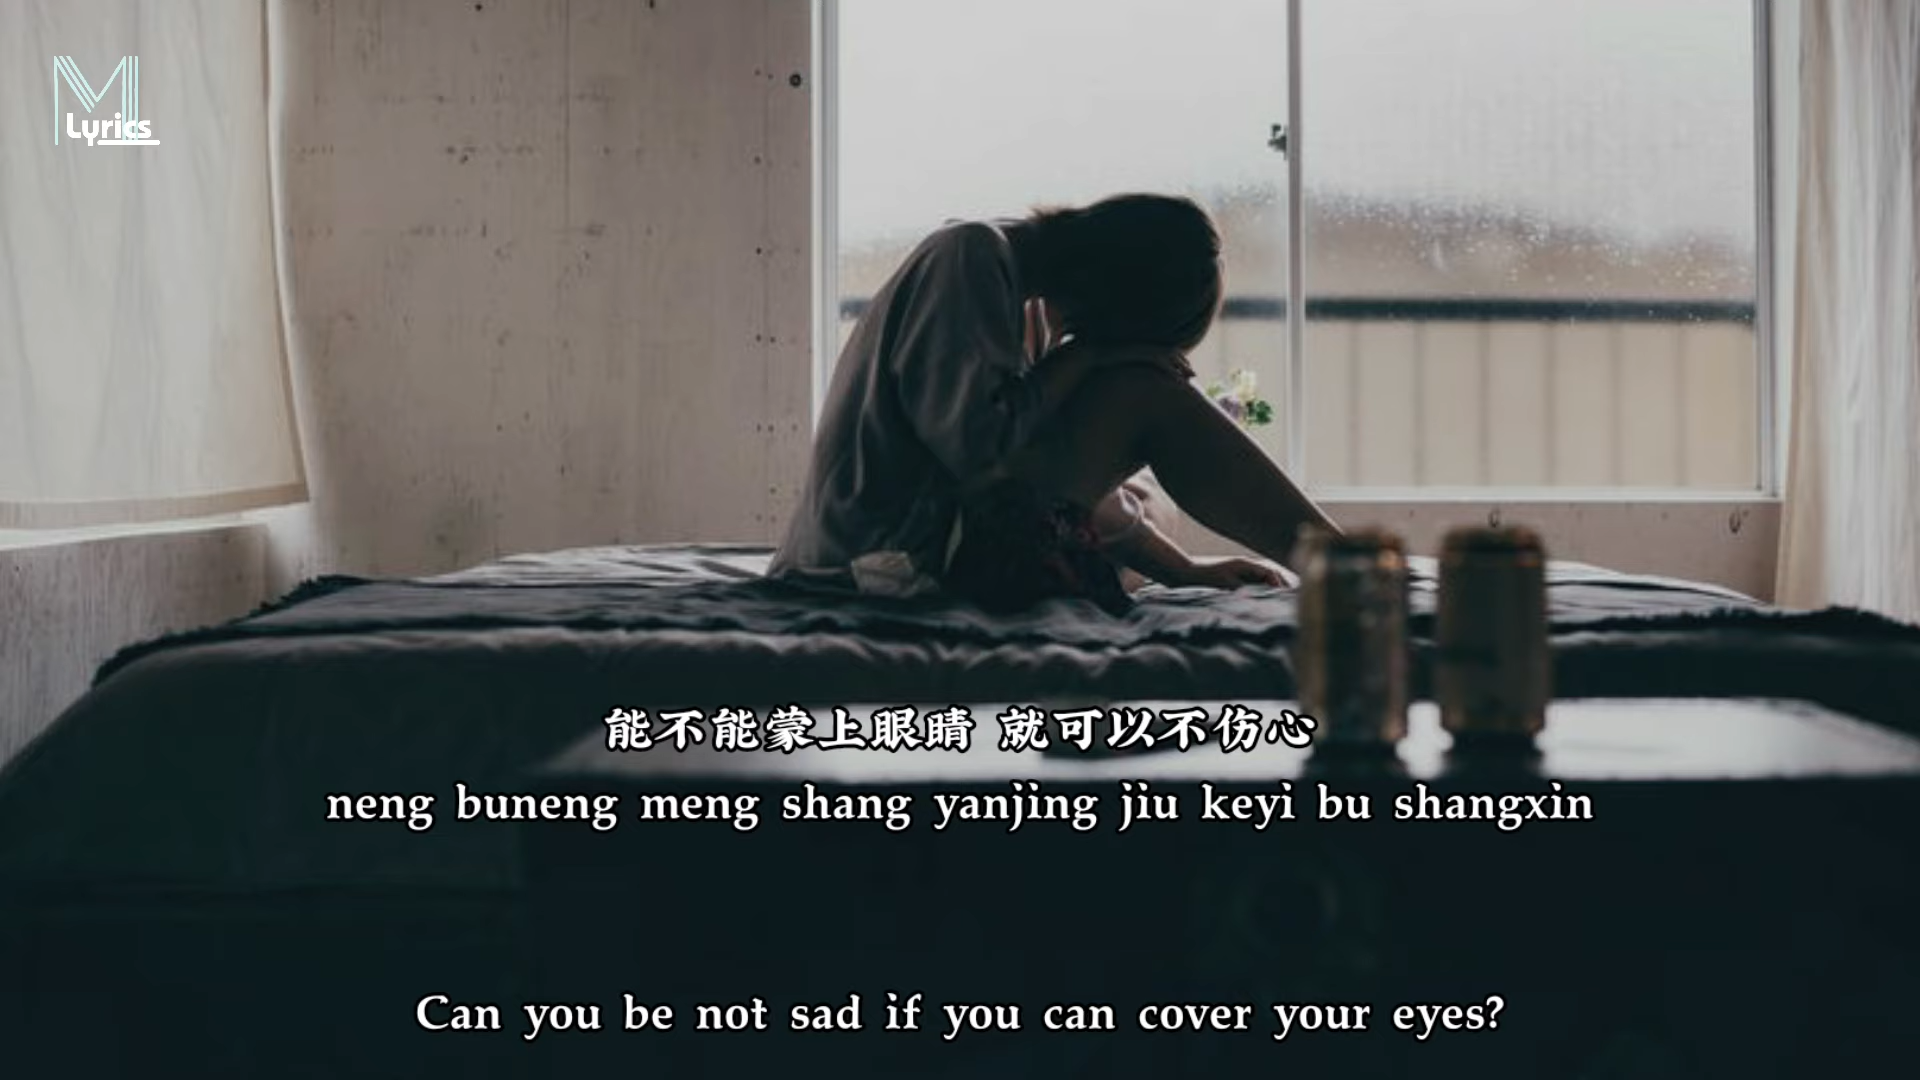 M
Lyrics
能不能蒙上眼睛 就可以不伤心
neng buneng meng shang yanjing jiu keyi bu shangxin
Can you be not sad if you can cover your eyes?